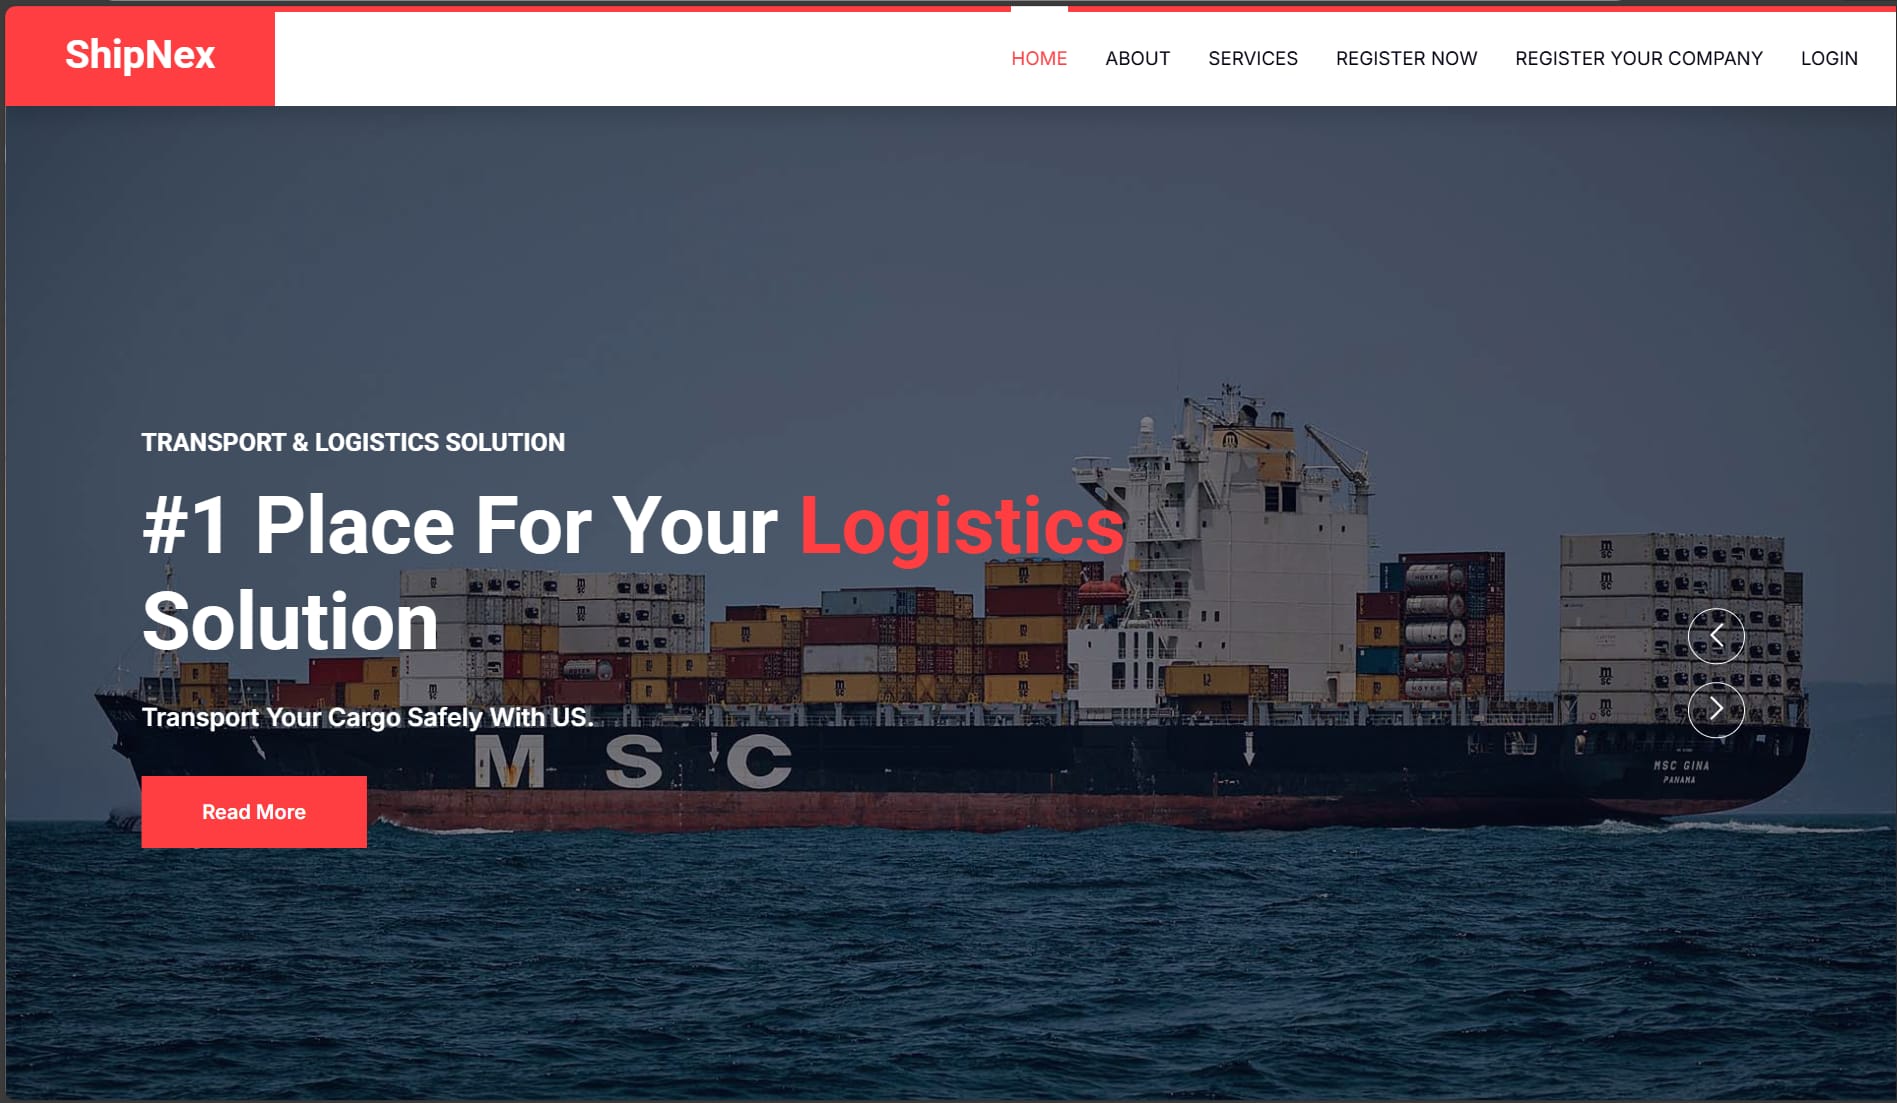 ShipNex
HOME ABOUT SERVICES REGISTER NOW REGISTER YOUR COMPANY LOGIN
TRANSPORT & LOGISTICS SOLUTION
#1 Place For Your Logistics
Solution
Transport Your Cargo Safely With US.
Read More
M S C
MSC GINA
PANAMA